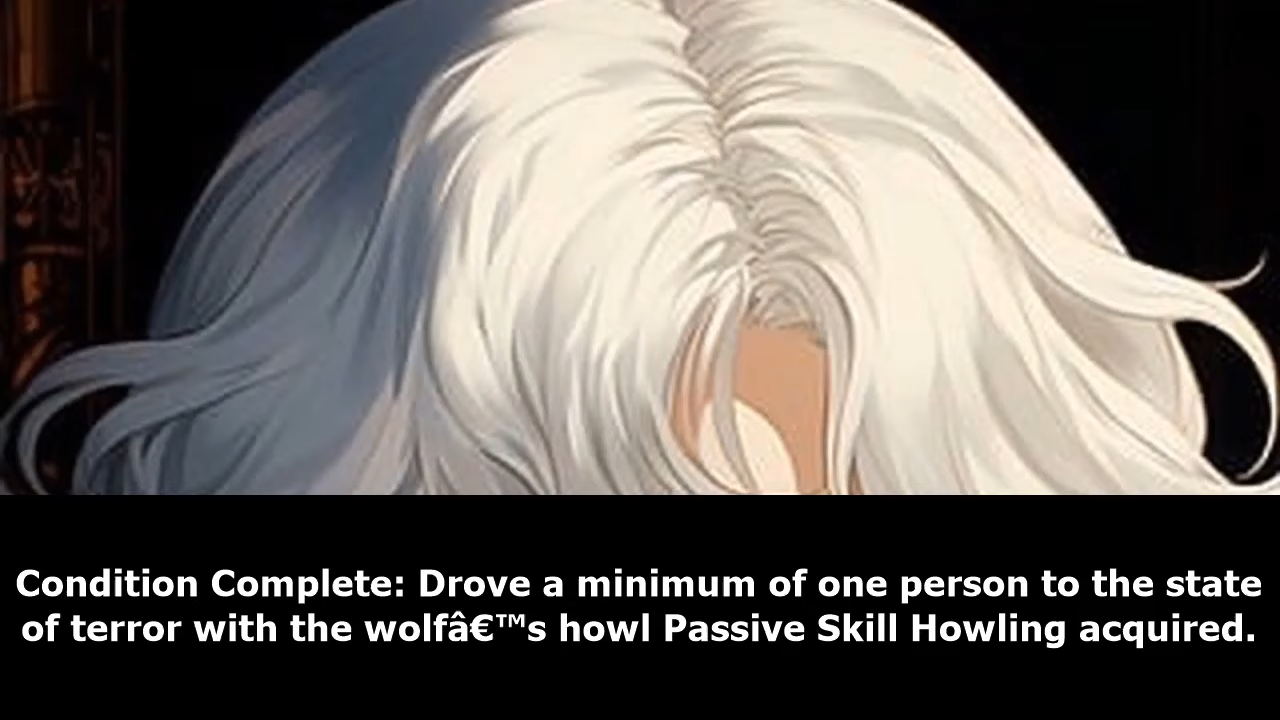 Condition Complete: Drove a minimum of one person to the state
of terror with the wolfâ€™s howl Passive Skill Howling acquired.